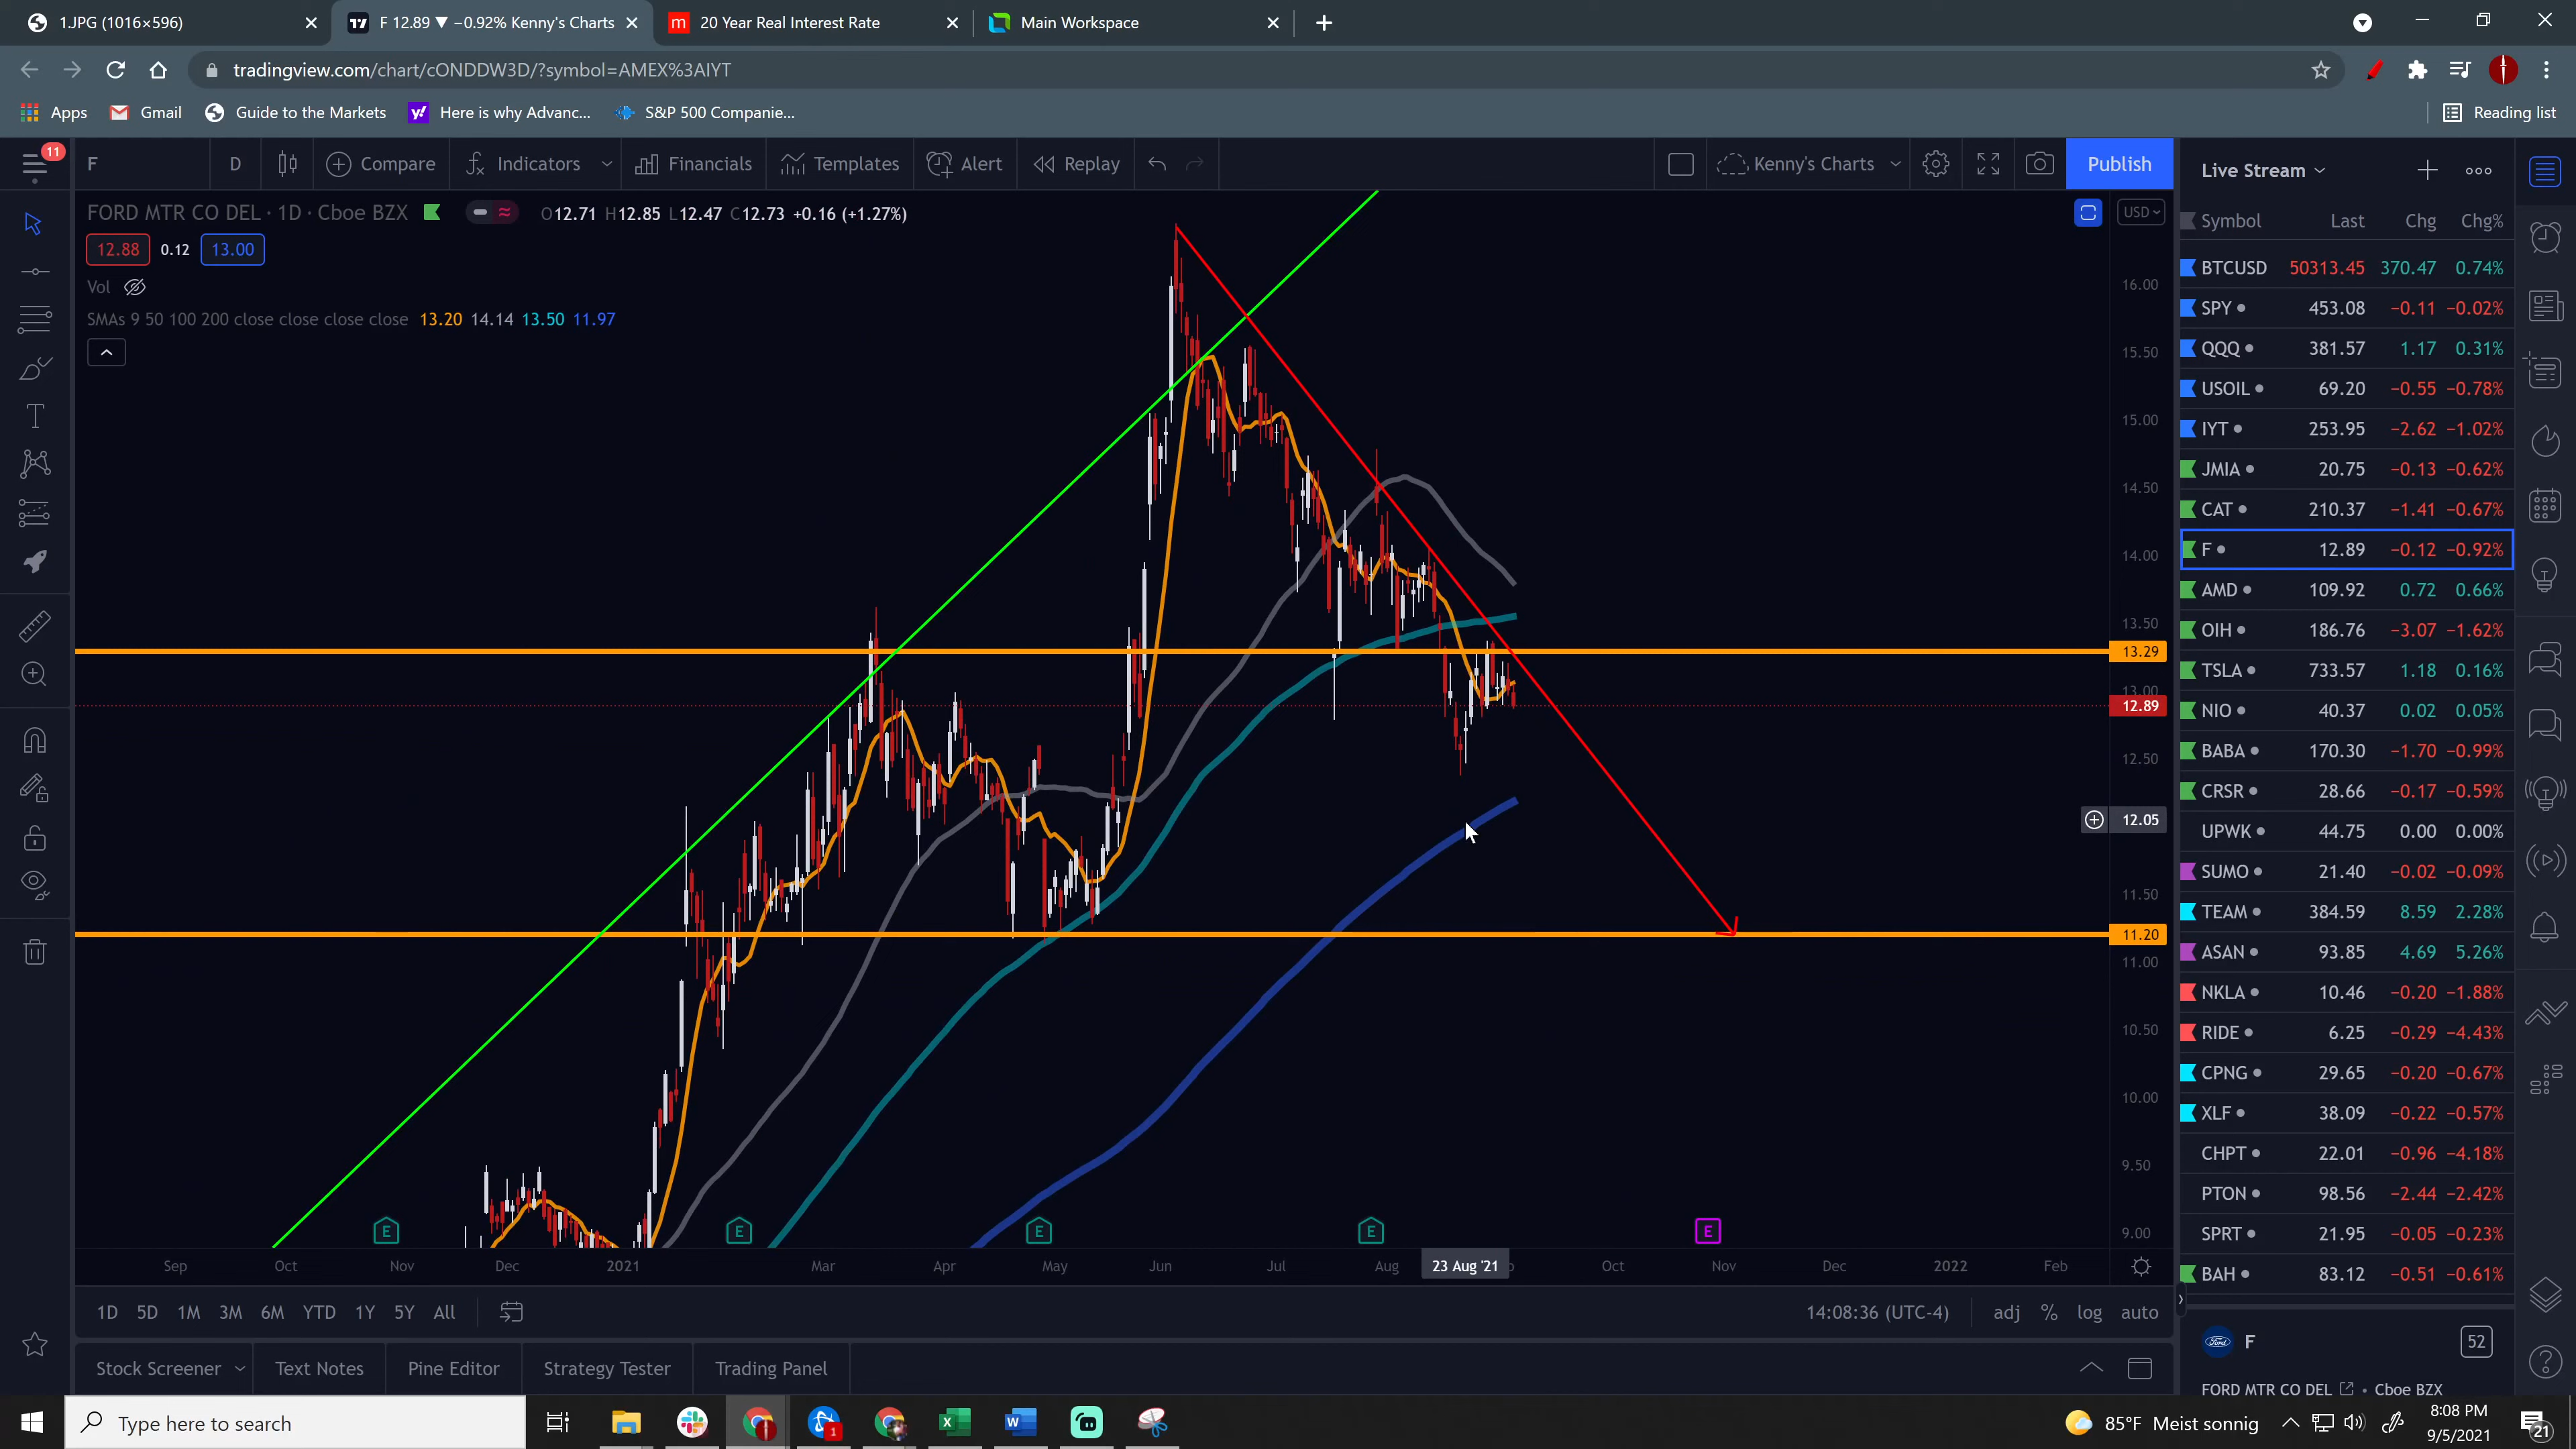 1.JPG (1016×596)
F 12.89 ▼ −0.92% Kenny's Charts
20 Year Real Interest Rate
Main Workspace
tradingview.com/chart/cONDDW3D/?symbol=AMEX%3AIYT
Apps
Gmail
Guide to the Markets
Here is why Advanc...
S&P 500 Companie...
Reading list
11
F
D
Compare
Indicators
Financials
Templates
Alert
Replay
Kenny's Charts
Publish
FORD MTR CO DEL · 1D · Cboe BZX
O12.71 H12.85 L12.47 C12.73 +0.16 (+1.27%)
12.88
0.12
13.00
Vol
SMAs 9 50 100 200 close close close close 13.20 14.14 13.50 11.97
USD
16.00
15.50
15.00
14.50
14.00
13.50
13.29
13.00
12.89
12.50
12.05
11.50
11.20
11.00
10.50
10.00
9.50
9.00
E
E
E
E
E
Sep
Oct
Nov
Dec
2021
Mar
Apr
May
Jun
Jul
Aug
23 Aug '21
Oct
Nov
Dec
2022
Feb
1D
5D
1M
3M
6M
YTD
1Y
5Y
All
14:08:36 (UTC-4)
adj
%
log
auto
Stock Screener
Text Notes
Pine Editor
Strategy Tester
Trading Panel
Live Stream
Symbol Last Chg Chg%
BTCUSD 50313.45 370.47 0.74%
SPY 453.08 −0.11 −0.02%
QQQ 381.57 1.17 0.31%
USOIL 69.20 −0.55 −0.78%
IYT 253.95 −2.62 −1.02%
JMIA 20.75 −0.13 −0.62%
CAT 210.37 −1.41 −0.67%
F 12.89 −0.12 −0.92%
AMD 109.92 0.72 0.66%
OIH 186.76 −3.07 −1.62%
TSLA 733.57 1.18 0.16%
NIO 40.37 0.02 0.05%
BABA 170.30 −1.70 −0.99%
CRSR 28.66 −0.17 −0.59%
UPWK 44.75 0.00 0.00%
SUMO 21.40 −0.02 −0.09%
TEAM 384.59 8.59 2.28%
ASAN 93.85 4.69 5.26%
NKLA 10.46 −0.20 −1.88%
RIDE 6.25 −0.29 −4.43%
CPNG 29.65 −0.20 −0.67%
XLF 38.09 −0.22 −0.57%
CHPT 22.01 −0.96 −4.18%
PTON 98.56 −2.44 −2.42%
SPRT 21.95 −0.05 −0.23%
BAH 83.12 −0.51 −0.61%
F
52
FORD MTR CO DEL • Cboe BZX
Type here to search
1
85°F Meist sonnig
8:08 PM
9/5/2021
21